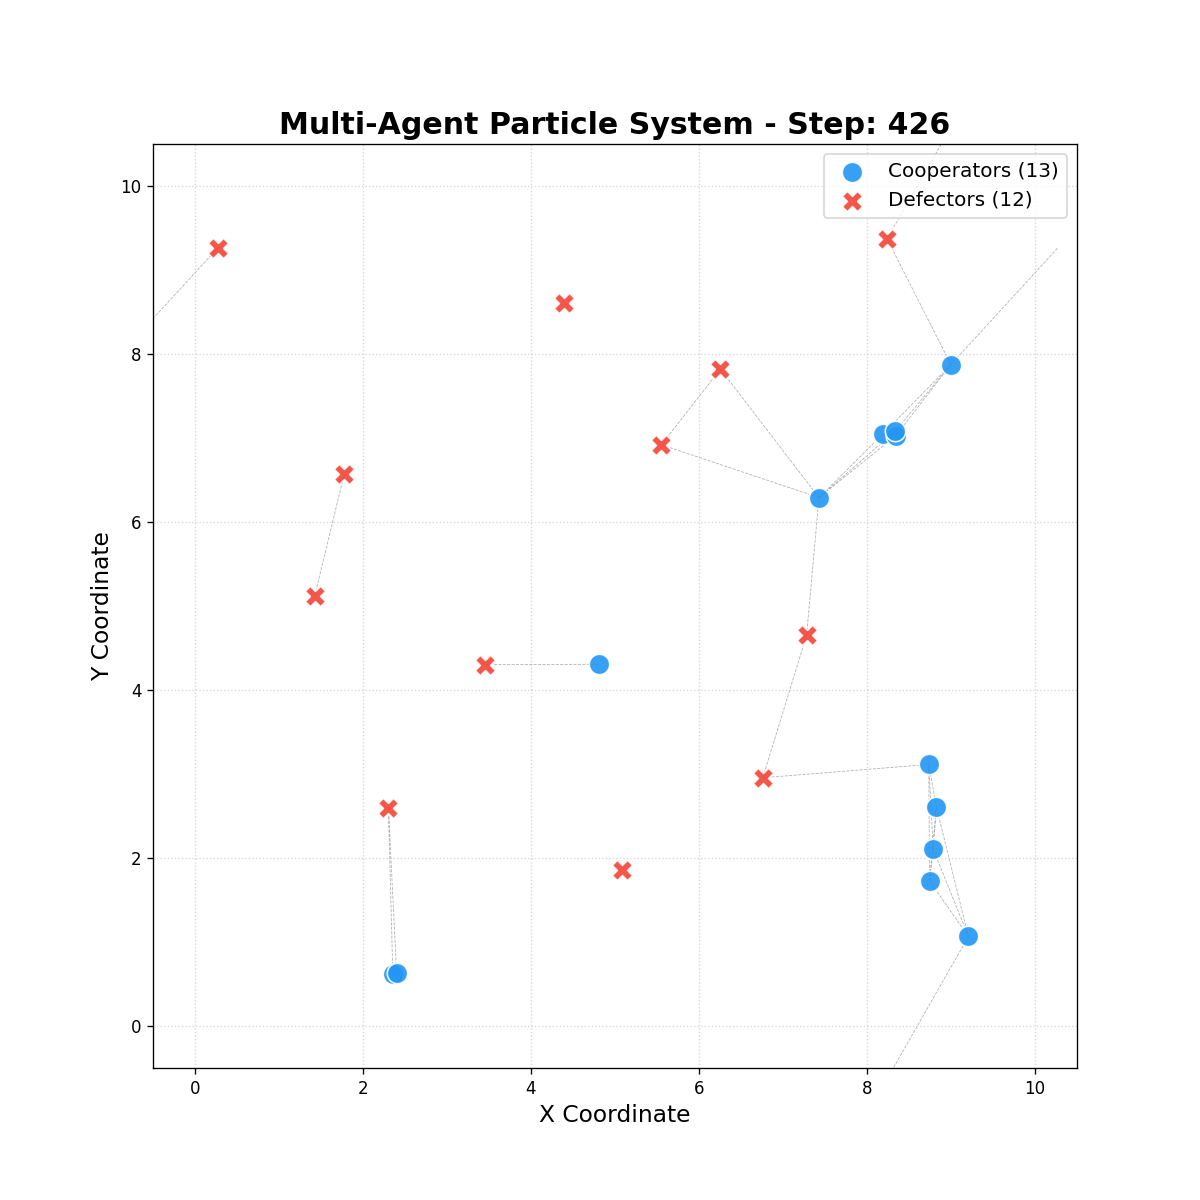 Multi-Agent Particle System - Step: 426
Cooperators (13)
Defectors (12)
10
8
6
4
2
0
Y Coordinate
0 2 4 6 8 10
X Coordinate